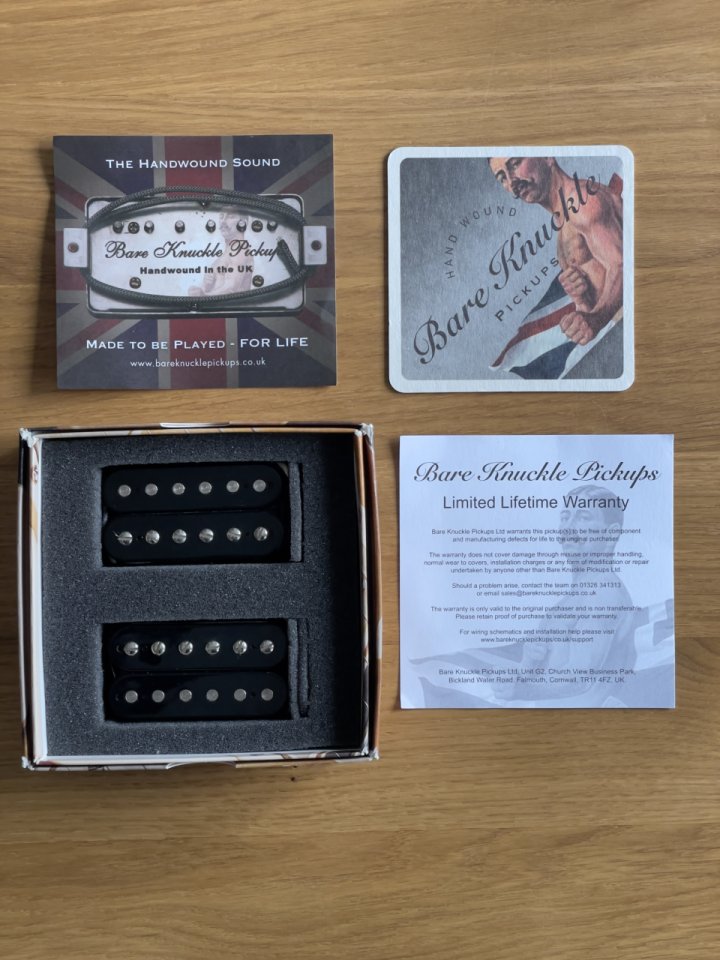 THE HANDWOUND SOUND
Bare Knuckle Pickup
Handwound in the UK
MADE TO BE PLAYED - FOR LIFE
www.bareknucklepickups.co.uk
HAND WOUND
Bare Knuckle
PICKUPS
Bare Knuckle Pickups
Limited Lifetime Warranty
Bare Knuckle Pickups Ltd warrants this pickup(s) to be free of component
and manufacturing defects for life to the original purchaser.
The warranty does not cover damage through misuse or improper handling,
normal wear to covers, installation charges or any form of modification or repair
undertaken by anyone other than Bare Knuckle Pickups Ltd.
Should a problem arise, contact the team on 01326 341313
or email sales@bareknucklepickups.co.uk
The warranty is only valid to the original purchaser and is non transferable.
Please retain proof of purchase to validate your warranty.
For wiring schematics and installation help please visit
www.bareknucklepickups.co.uk/support
Bare Knuckle Pickups Ltd, Unit G2, Church View Business Park,
Bickland Water Road, Falmouth, Cornwall, TR11 4FZ. UK.